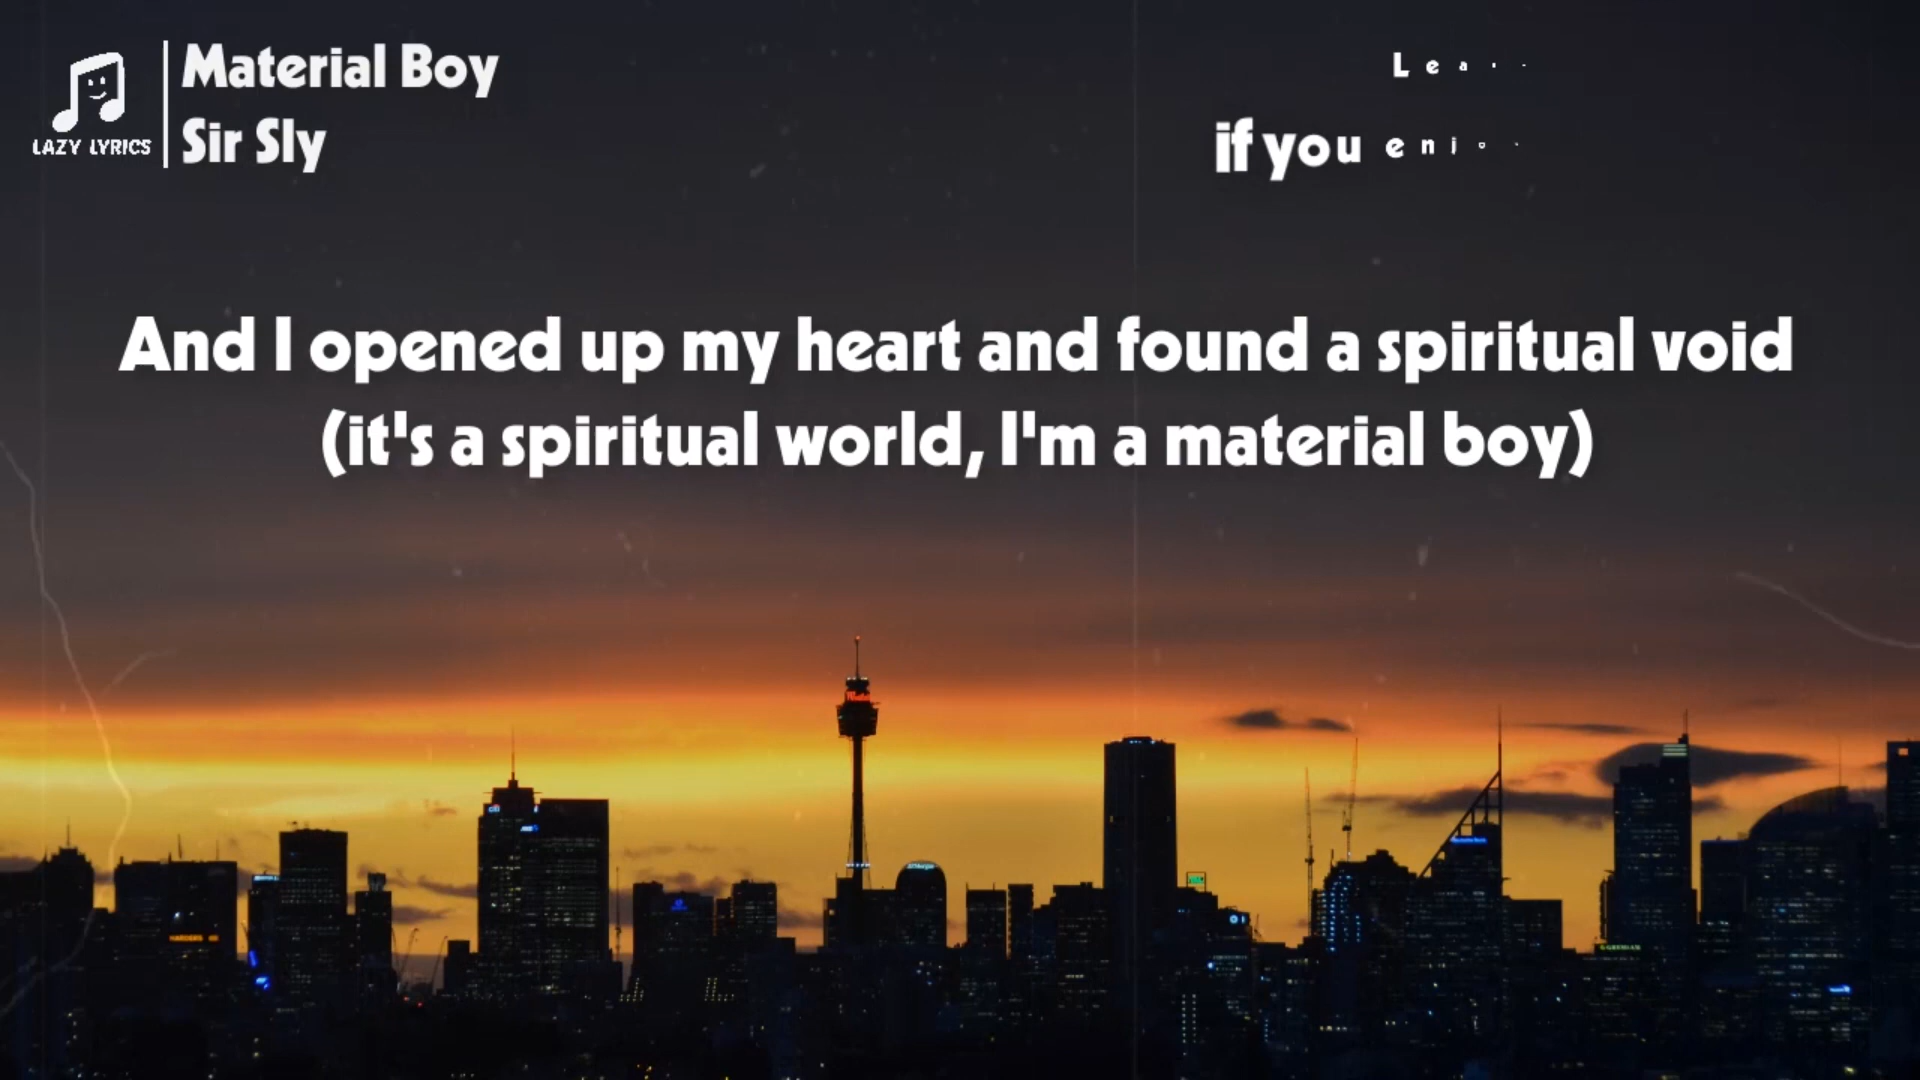 Material Boy
Sir Sly
LAZY LYRICS
if you
And I opened up my heart and found a spiritual void
(it's a spiritual world, I'm a material boy)